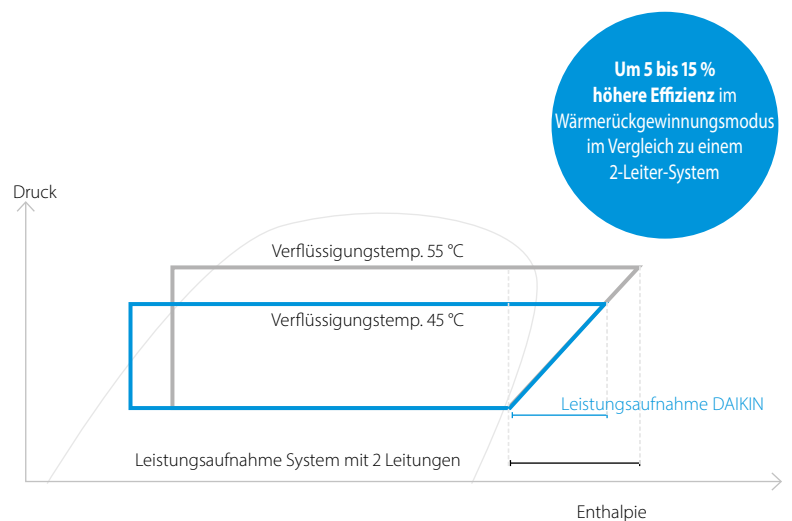 Um 5 bis 15 %
höhere Effizienz im
Wärmerückgewinnungsmodus
im Vergleich zu einem
2-Leiter-System
Druck
Verflüssigungstemp. 55 °C
Verflüssigungstemp. 45 °C
Leistungsaufnahme DAIKIN
Leistungsaufnahme System mit 2 Leitungen
Enthalpie